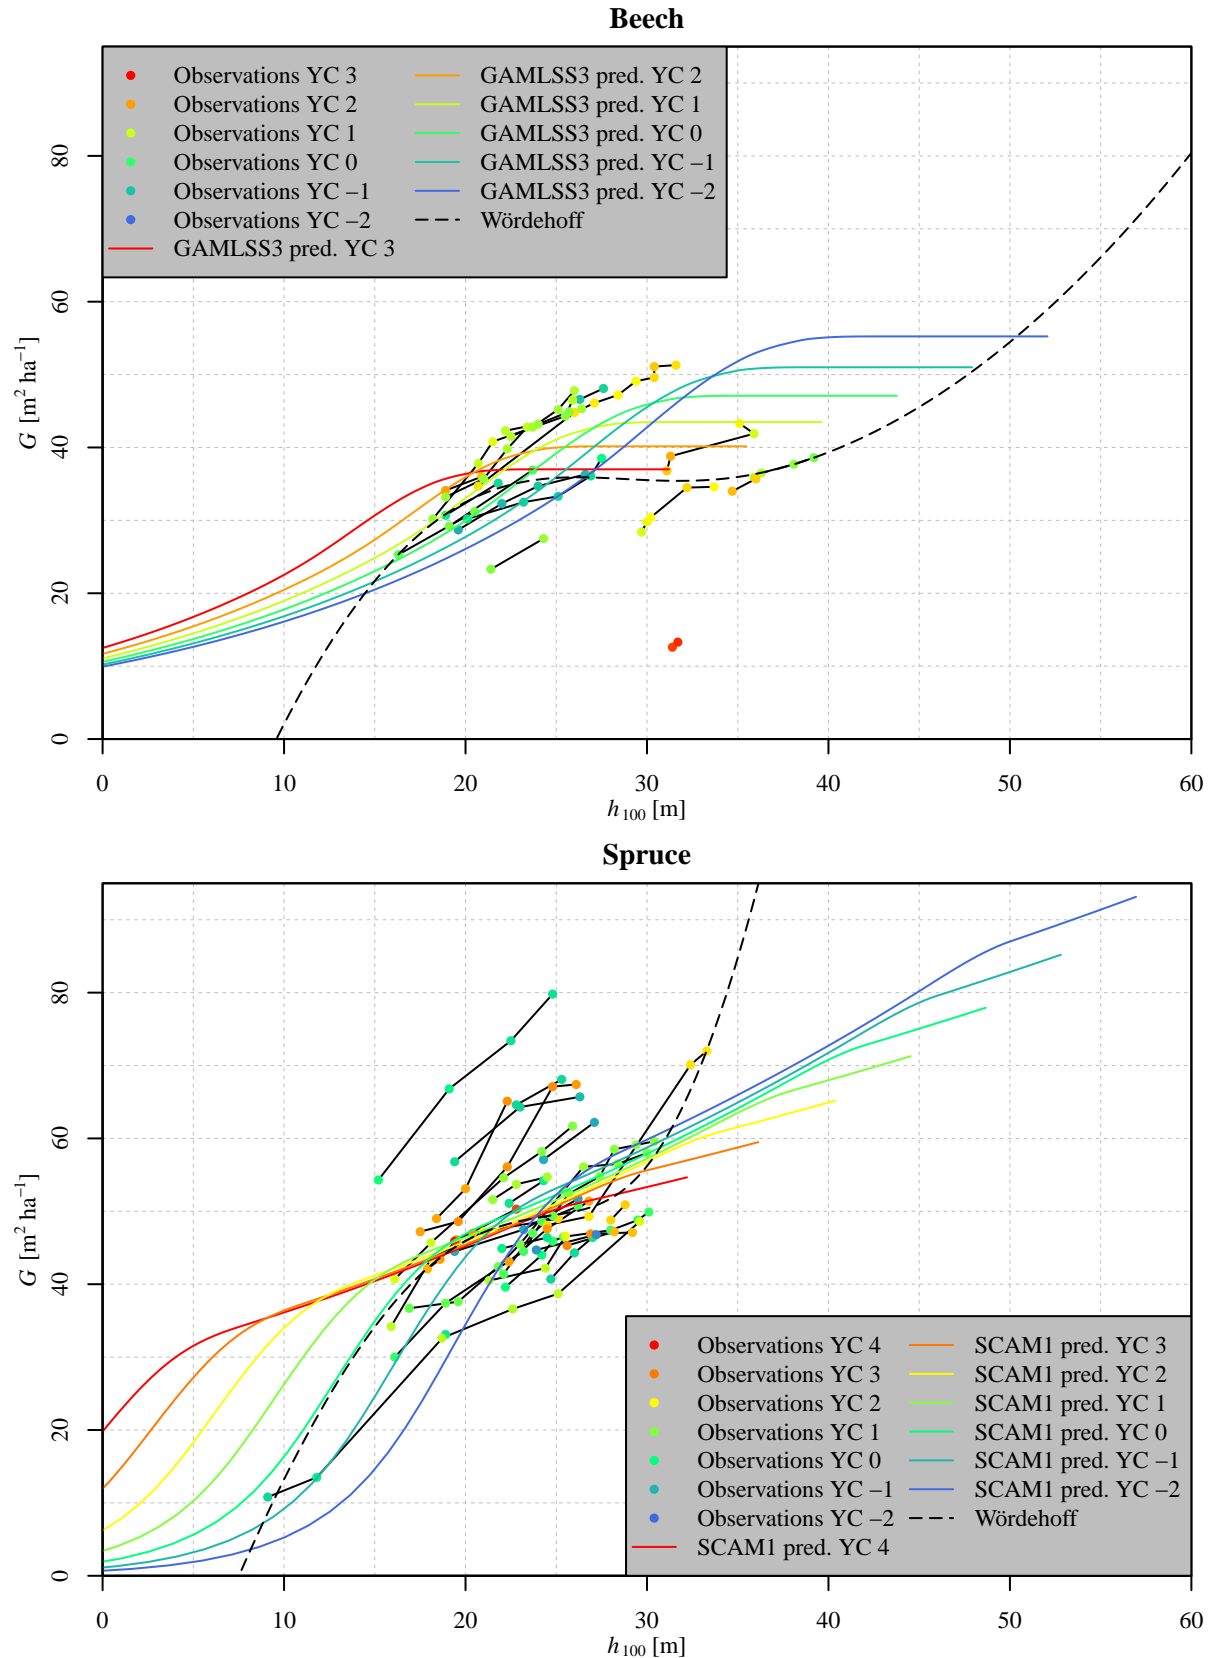 Beech
Observations YC 3
Observations YC 2
Observations YC 1
Observations YC 0
Observations YC −1
Observations YC −2
GAMLSS3 pred. YC 3
GAMLSS3 pred. YC 2
GAMLSS3 pred. YC 1
GAMLSS3 pred. YC 0
GAMLSS3 pred. YC −1
GAMLSS3 pred. YC −2
Wördehoff
G [m² ha⁻¹]
80
60
40
20
0
0 10 20 30 40 50 60
h₁₀₀ [m]
Spruce
G [m² ha⁻¹]
80
60
40
20
0
Observations YC 4
Observations YC 3
Observations YC 2
Observations YC 1
Observations YC 0
Observations YC −1
Observations YC −2
SCAM1 pred. YC 4
SCAM1 pred. YC 3
SCAM1 pred. YC 2
SCAM1 pred. YC 1
SCAM1 pred. YC 0
SCAM1 pred. YC −1
SCAM1 pred. YC −2
Wördehoff
0 10 20 30 40 50 60
h₁₀₀ [m]